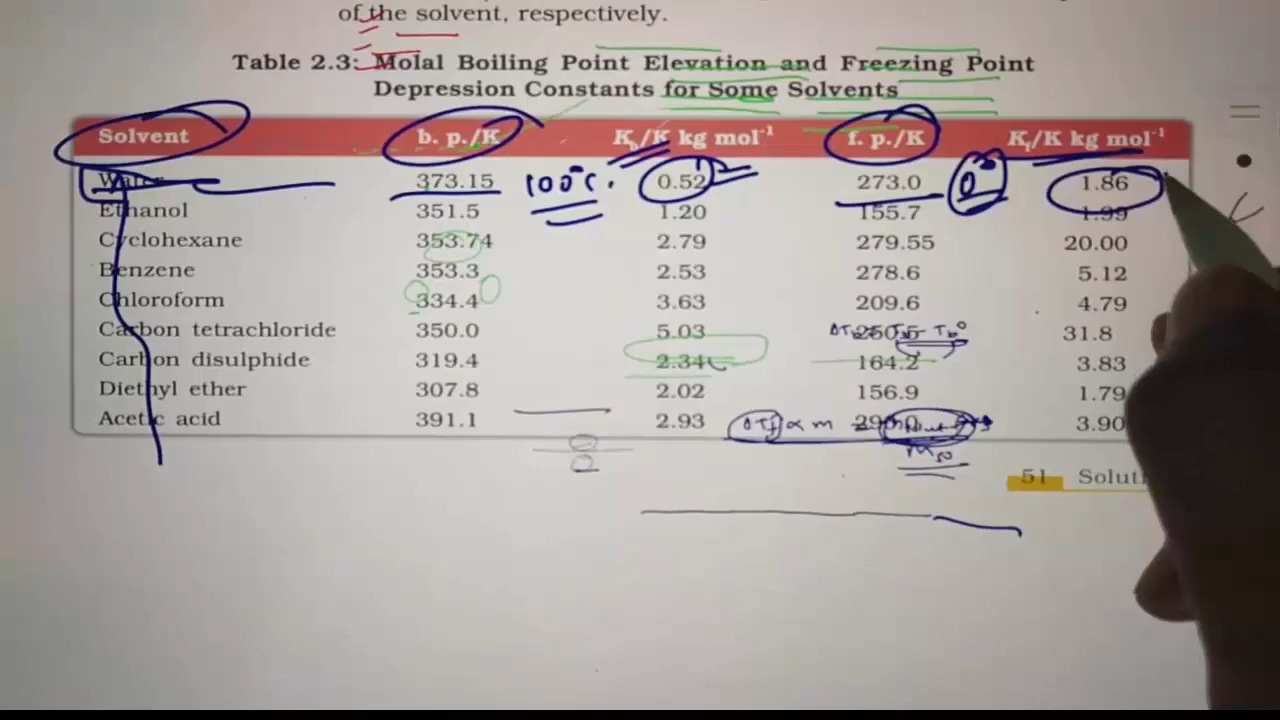 of the solvent, respectively.
Table 2.3: Molal Boiling Point Elevation and Freezing Point
Depression Constants for Some Solvents
Solvent b. p./K K_b/K kg mol⁻¹ f. p./K K_f/K kg mol⁻¹
Water 373.15 100°C. 0.52 273.0 0° 1.86
Ethanol 351.5 1.20 155.7 1.99
Cyclohexane 353.74 2.79 279.55 20.00
Benzene 353.3 2.53 278.6 5.12
Chloroform 334.4 3.63 209.6 4.79
Carbon tetrachloride 350.0 5.03 250.5 31.8
Carbon disulphide 319.4 2.34 164.2 3.83
Diethyl ether 307.8 2.02 156.9 1.79
Acetic acid 391.1 2.93 ΔTf ∝ m 290.0 3.90
51 Soluti